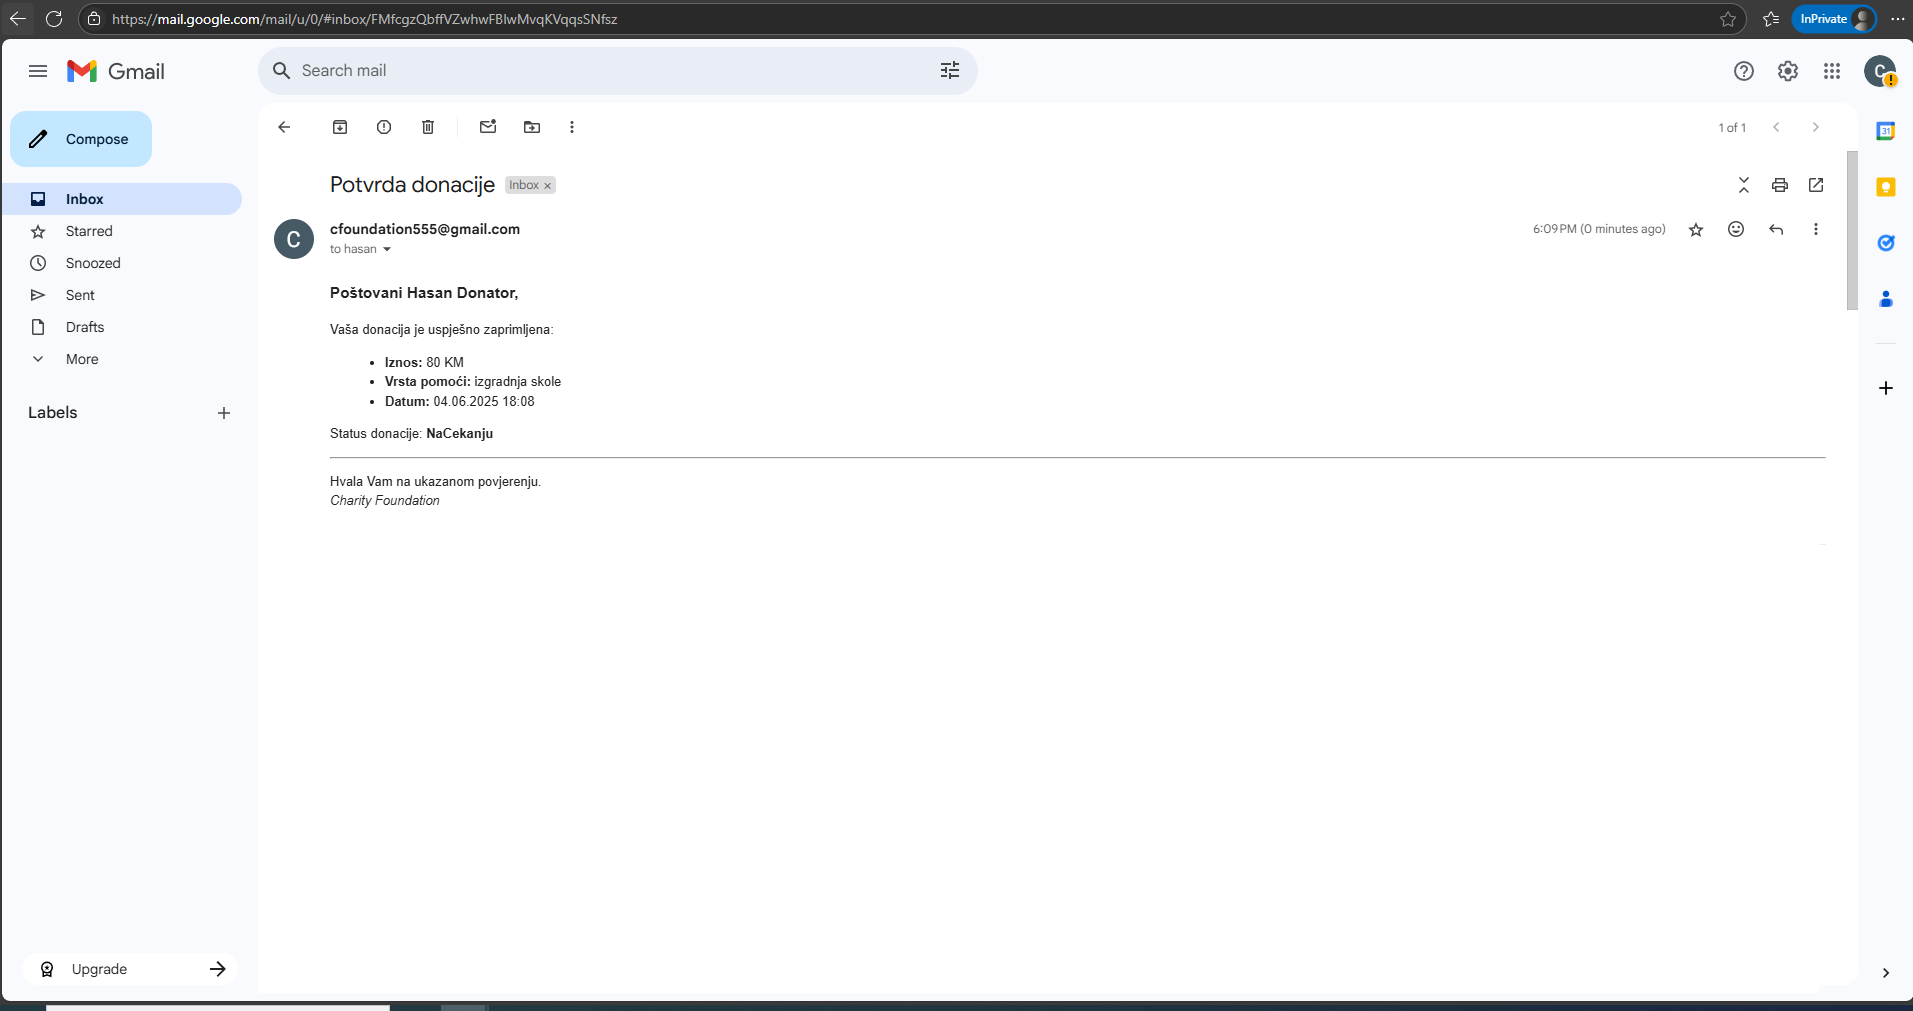 https://mail.google.com/mail/u/0/#inbox/FMfcgzQbffVZwhwFBlwMvqKVqqsSNfsz
InPrivate
Gmail
Search mail
C
Compose
1 of 1
Inbox
Starred
Snoozed
Sent
Drafts
More
Labels
Upgrade
Potvrda donacije
Inbox ×
C
cfoundation555@gmail.com
6:09 PM (0 minutes ago)
to hasan
Poštovani Hasan Donator,
Vaša donacija je uspješno zaprimljena:
• Iznos: 80 KM
• Vrsta pomoći: izgradnja skole
• Datum: 04.06.2025 18:08
Status donacije: NaCekanju
Hvala Vam na ukazanom povjerenju.
Charity Foundation
31